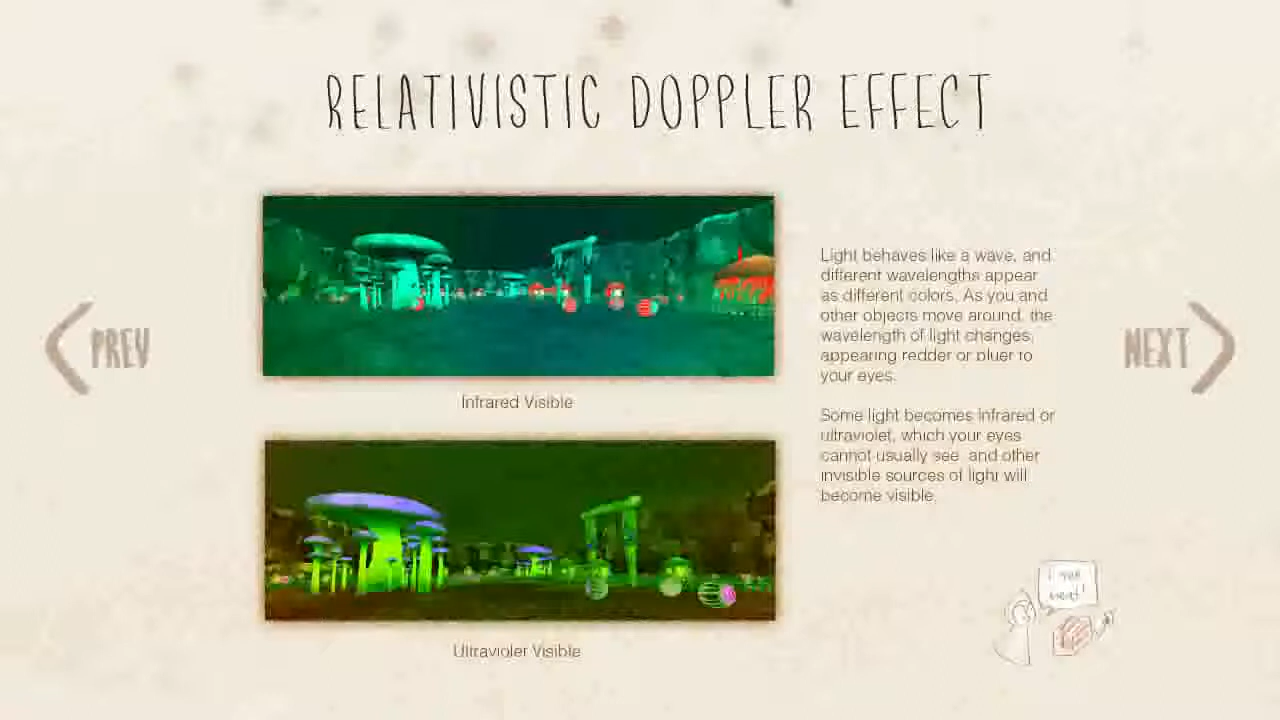 RELATIVISTIC DOPPLER EFFECT
Light behaves like a wave, and
different wavelengths appear
as different colors. As you and
other objects move around, the
wavelength of light changes,
appearing redder or bluer to
your eyes.
Some light becomes infrared or
ultraviolet, which your eyes
cannot usually see, and other
invisible sources of light will
become visible.
PREV
NEXT
Infrared Visible
Ultraviolet Visible